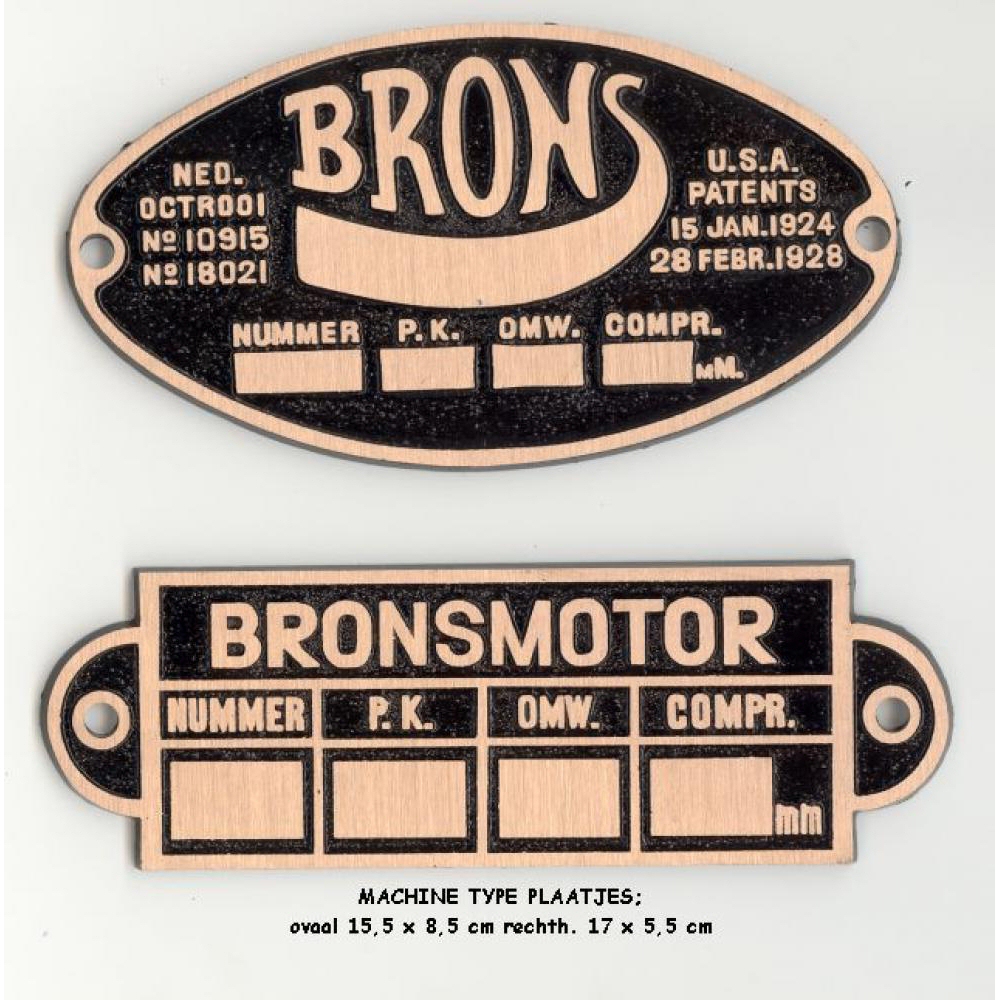 BRONS
NED.
OCTROOI
Nº 10915
Nº 18021
U.S.A.
PATENTS
15 JAN.1924
28 FEBR.1928
NUMMER P.K. OMW. COMPR.
MM.
BRONSMOTOR
NUMMER P.K. OMW. COMPR.
mm
MACHINE TYPE PLAATJES;
ovaal 15,5 x 8,5 cm rechth. 17 x 5,5 cm